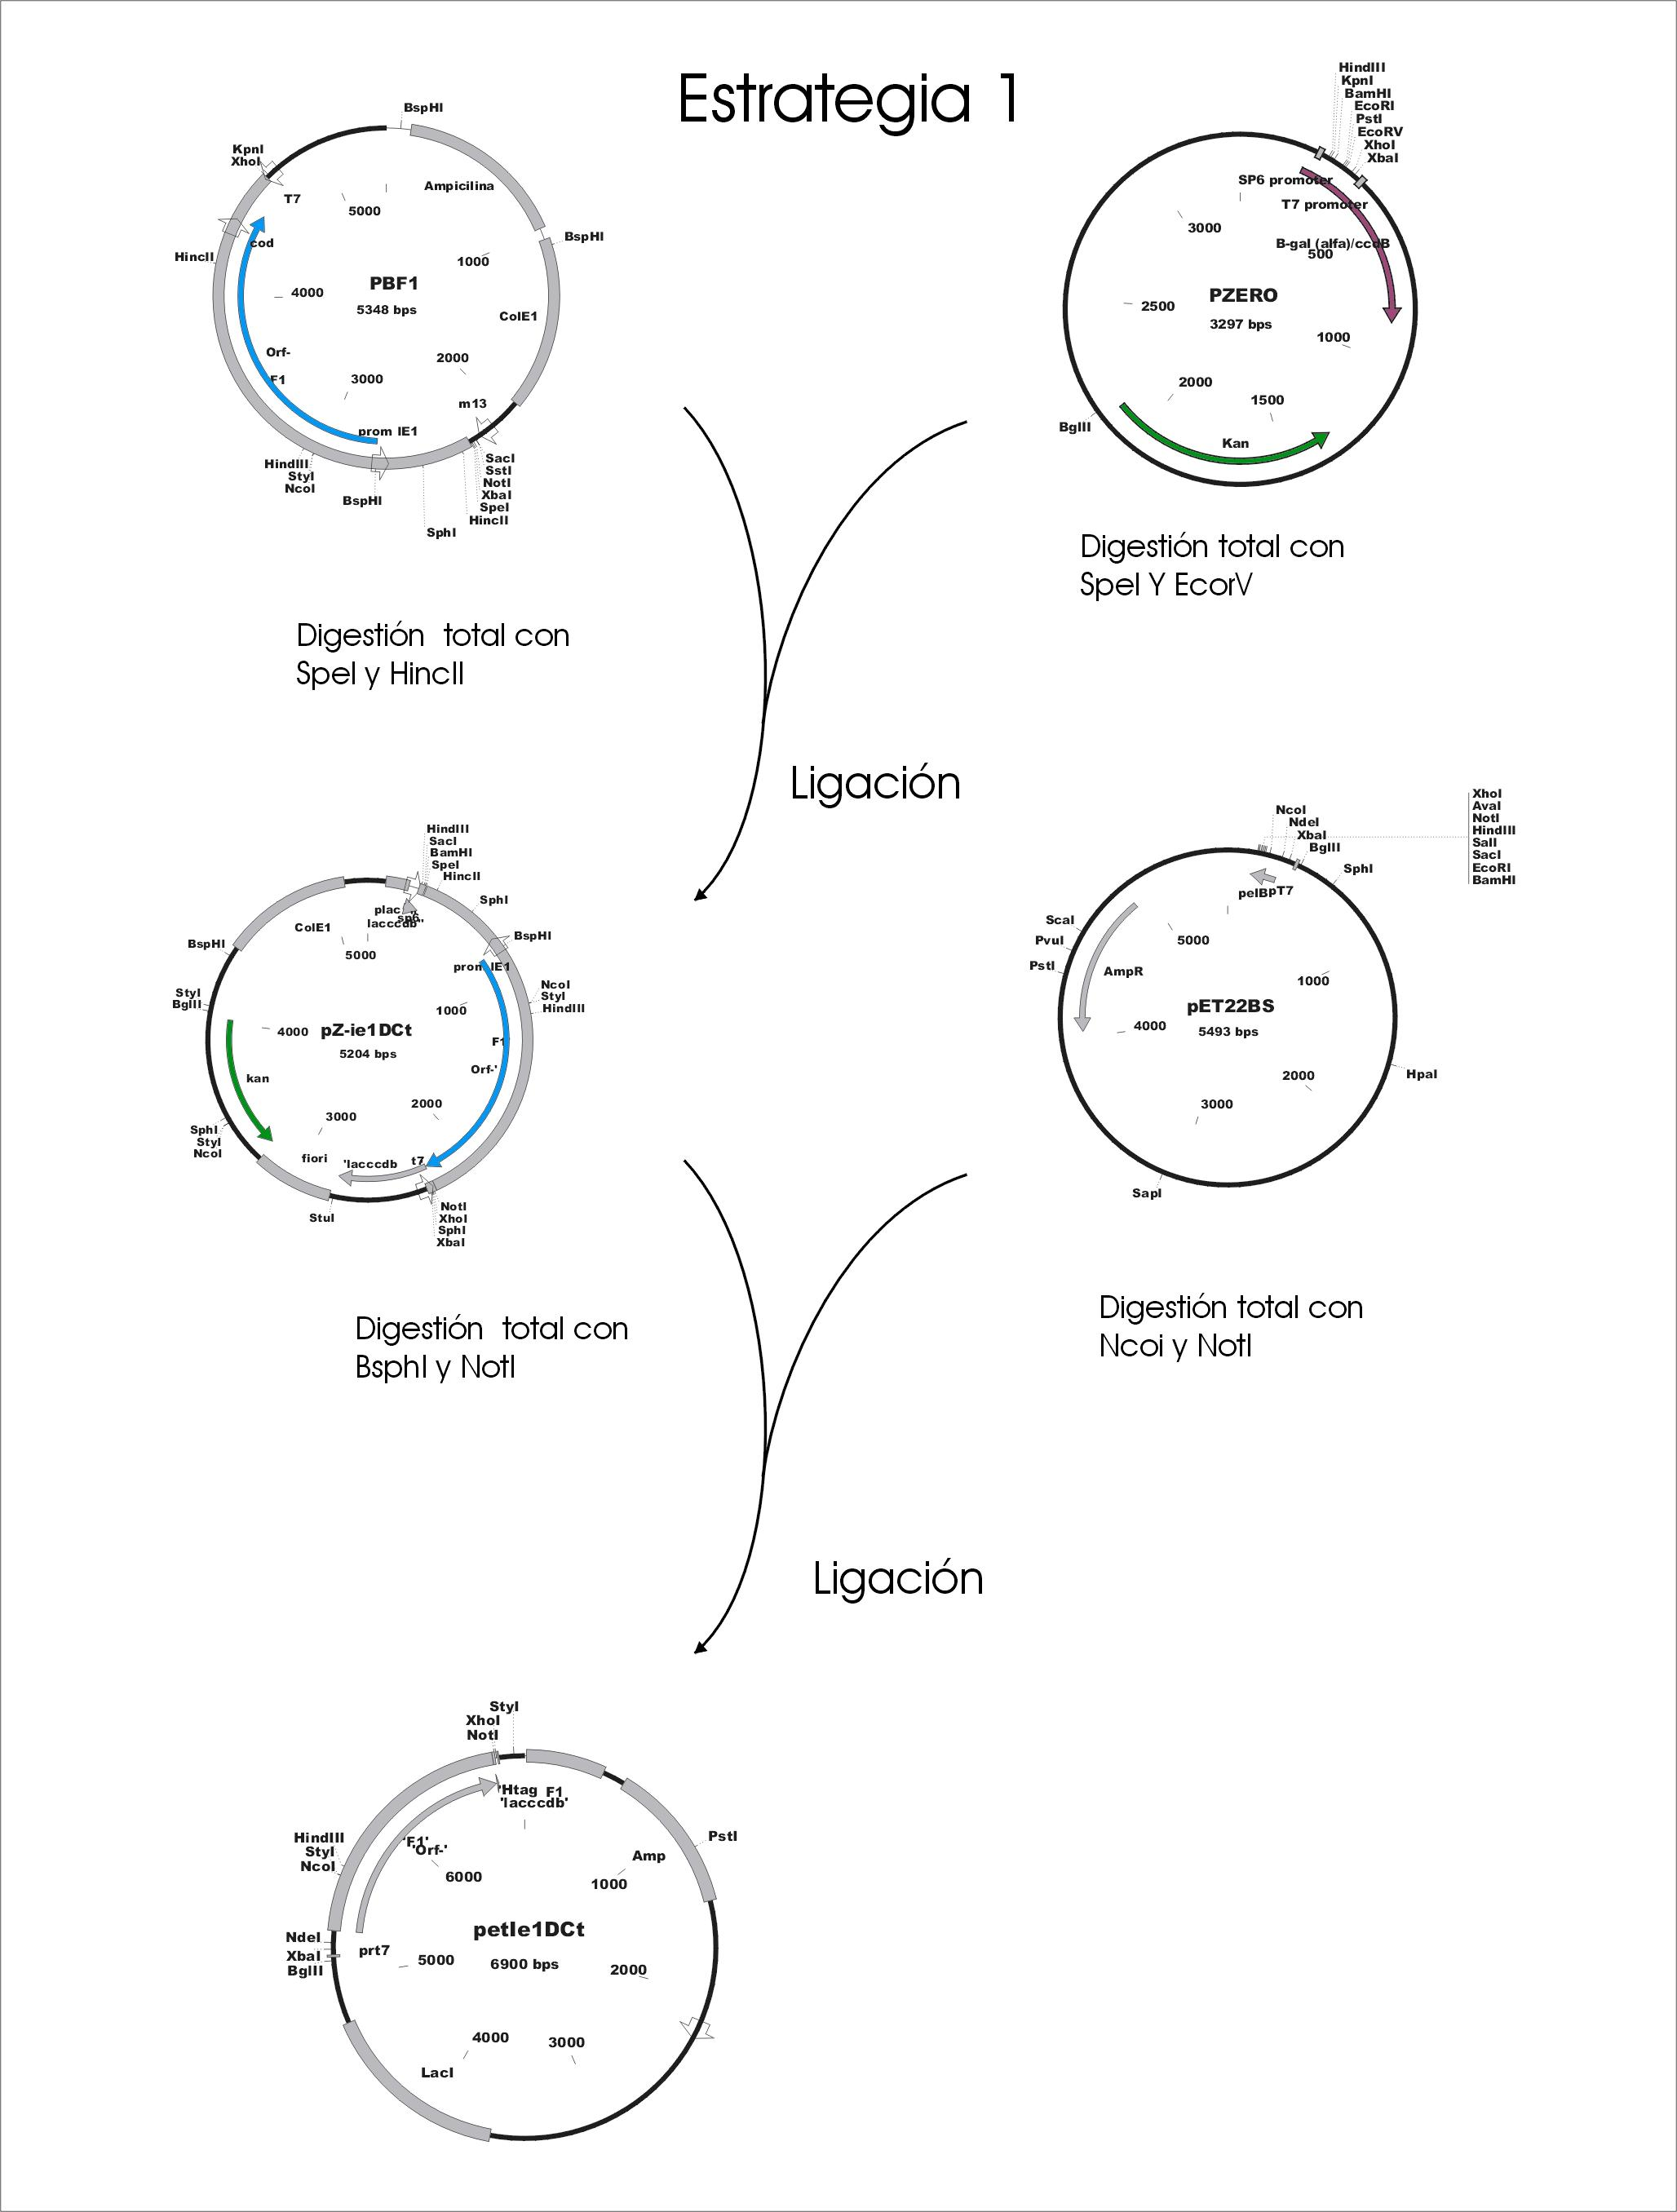 Estrategia 1
BspHI
KpnI
XhoI
T7
5000
Ampicilina
cod
HincII
BspHI
1000
4000
PBF1
5348 bps
ColE1
Orf-
F1
3000
2000
m13
prom IE1
HindIII
StyI
NcoI
BspHI
SphI
SacI
SstI
NotI
XbaI
SpeI
HincII
HindIII
KpnI
BamHI
EcoRI
PstI
EcoRV
XhoI
XbaI
SP6 promoter
T7 promoter
3000
B-gal (alfa)/ccdB
500
PZERO
3297 bps
2500
1000
2000
1500
BglII
Kan
Digestión total con
SpeI Y EcorV
Digestión total con
SpeI y HincII
Ligación
HindIII
SacI
BamHI
SpeI
HincII
SphI
plac
sp6
lacccdb'
ColE1
5000
BspHI
BspHI
prom IE1
StyI
BglII
NcoI
StyI
HindIII
1000
4000
pZ-ie1DCt
5204 bps
F1
Orf-'
kan
2000
3000
SphI
StyI
NcoI
fiori
'lacccdb
t7
StuI
NotI
XhoI
SphI
XbaI
NcoI
NdeI
XbaI
BglII
SphI
XhoI
AvaI
NotI
HindIII
SalI
SacI
EcoRI
BamHI
pelB
pT7
ScaI
PvuI
PstI
5000
AmpR
1000
pET22BS
5493 bps
4000
HpaI
2000
3000
SapI
Digestión total con
BsphI y NotI
Digestión total con
Ncoi y NotI
Ligación
StyI
XhoI
NotI
'Htag
F1
'lacccdb'
HindIII
StyI
NcoI
'F1'
'Orf-'
6000
PstI
Amp
1000
petIe1DCt
6900 bps
NdeI
XbaI
BglII
prt7
5000
2000
4000
3000
LacI